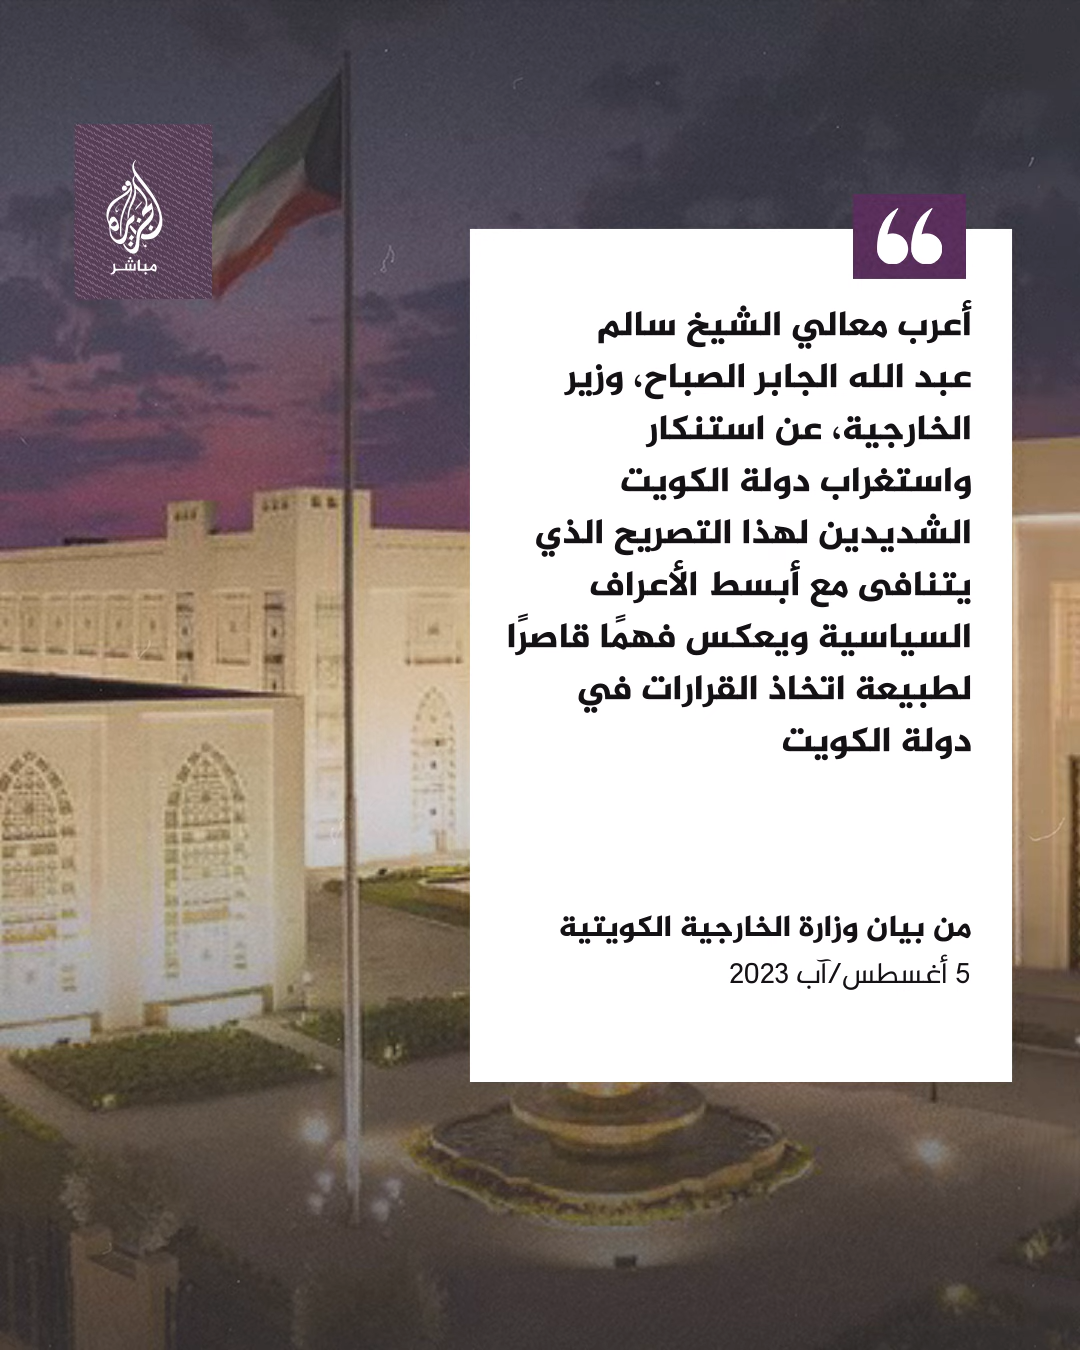 الجزيرة
مباشر
أعرب معالي الشيخ سالم
عبد الله الجابر الصباح، وزير
الخارجية، عن استنكار
واستغراب دولة الكويت
الشديدين لهذا التصريح الذي
يتنافى مع أبسط الأعراف
السياسية ويعكس فهمًا قاصرًا
لطبيعة اتخاذ القرارات في
دولة الكويت
من بيان وزارة الخارجية الكويتية
5 أغسطس/آب 2023